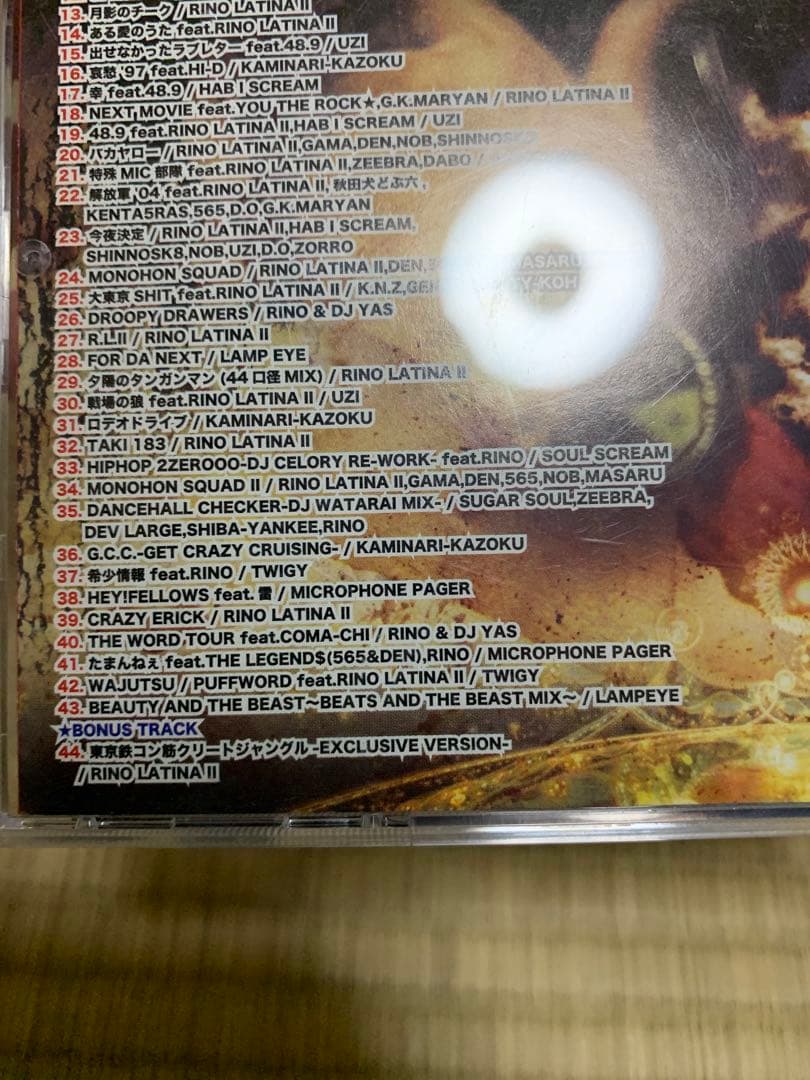 13. 月影のチーク / RINO LATINA II
14. ある愛のうた feat.RINO LATINA II
15. 出せなかったラブレター feat.48.9 / UZI
16. 哀愁 '97 feat.HI-D / KAMINARI-KAZOKU
17. 幸 feat.48.9 / HAB I SCREAM
18. NEXT MOVIE feat.YOU THE ROCK★,G.K.MARYAN / RINO LATINA II
19. 48.9 feat.RINO LATINA II,HAB I SCREAM / UZI
20. バカヤロー / RINO LATINA II,GAMA,DEN,NOB,SHINNOSK8
21. 特殊 MIC 部隊 feat.RINO LATINA II,ZEEBRA,DABO /
22. 解放軍 '04 feat.RINO LATINA II, 秋田犬どぶ六 ,
KENTA5RAS,565,D.O,G.K.MARYAN
23. 今夜決定 / RINO LATINA II,HAB I SCREAM,
SHINNOSK8,NOB,UZI,D.O,ZORRO
24. MONOHON SQUAD / RINO LATINA II,DEN, MASARU
25. 大東京 SHIT feat.RINO LATINA II / K.N.Z,GEN TY-KOH
26. DROOPY DRAWERS / RINO & DJ YAS
27. R.L.II / RINO LATINA II
28. FOR DA NEXT / LAMP EYE
29. 夕陽のタンガンマン (44 口径 MIX) / RINO LATINA II
30. 戦場の狼 feat.RINO LATINA II / UZI
31. ロデオドライブ / KAMINARI-KAZOKU
32. TAKI 183 / RINO LATINA II
33. HIPHOP 2ZEROOO-DJ CELORY RE-WORK- feat.RINO / SOUL SCREAM
34. MONOHON SQUAD II / RINO LATINA II,GAMA,DEN,565,NOB,MASARU
35. DANCEHALL CHECKER-DJ WATARAI MIX- / SUGAR SOUL,ZEEBRA,
DEV LARGE,SHIBA-YANKEE,RINO
36. G.C.C.-GET CRAZY CRUISING- / KAMINARI-KAZOKU
37. 希少情報 feat.RINO / TWIGY
38. HEY!FELLOWS feat. 雷 / MICROPHONE PAGER
39. CRAZY ERICK / RINO LATINA II
40. THE WORD TOUR feat.COMA-CHI / RINO & DJ YAS
41. たまんねぇ feat.THE LEGEND$(565&DEN),RINO / MICROPHONE PAGER
42. WAJUTSU / PUFFWORD feat.RINO LATINA II / TWIGY
43. BEAUTY AND THE BEAST〜BEATS AND THE BEAST MIX〜 / LAMPEYE
★BONUS TRACK
44. 東京鉄コン筋クリートジャングル -EXCLUSIVE VERSION-
/ RINO LATINA II